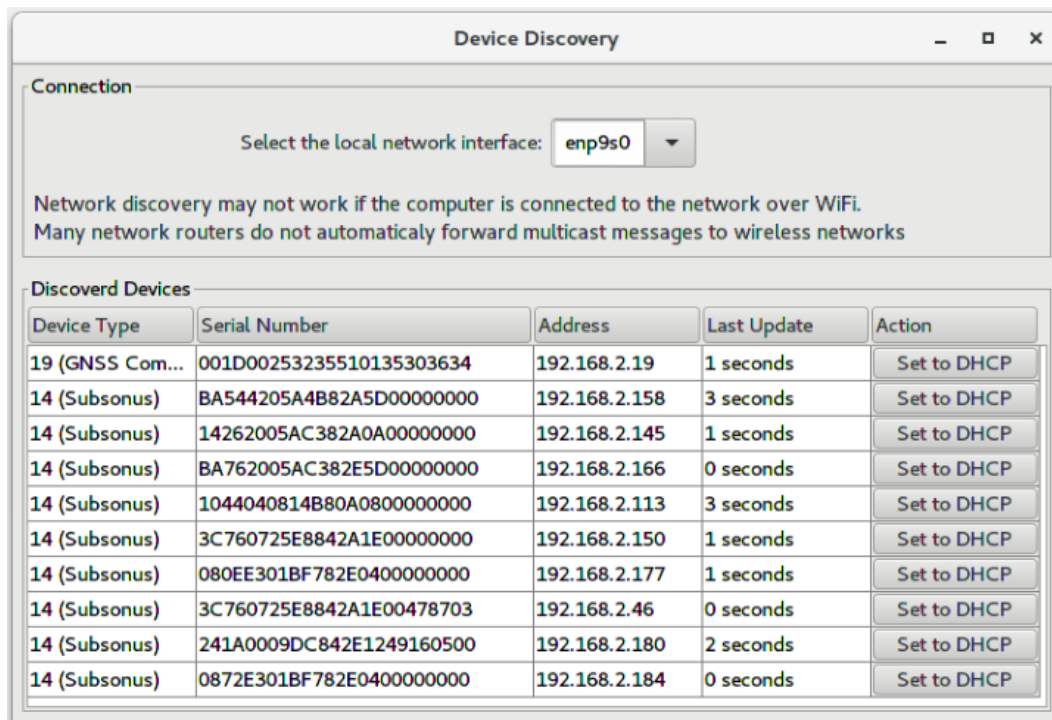 Device Discovery
Connection
Select the local network interface: enp9s0
Network discovery may not work if the computer is connected to the network over WiFi.
Many network routers do not automaticaly forward multicast messages to wireless networks
Discoverd Devices
Device Type Serial Number Address Last Update Action
19 (GNSS Com... 001D00253235510135303634 192.168.2.19 1 seconds Set to DHCP
14 (Subsonus) BA544205A4B82A5D00000000 192.168.2.158 3 seconds Set to DHCP
14 (Subsonus) 14262005AC382A0A00000000 192.168.2.145 1 seconds Set to DHCP
14 (Subsonus) BA762005AC382E5D00000000 192.168.2.166 0 seconds Set to DHCP
14 (Subsonus) 1044040814B80A0800000000 192.168.2.113 3 seconds Set to DHCP
14 (Subsonus) 3C760725E8842A1E00000000 192.168.2.150 1 seconds Set to DHCP
14 (Subsonus) 080EE301BF782E0400000000 192.168.2.177 1 seconds Set to DHCP
14 (Subsonus) 3C760725E8842A1E00478703 192.168.2.46 0 seconds Set to DHCP
14 (Subsonus) 241A0009DC842E1249160500 192.168.2.180 2 seconds Set to DHCP
14 (Subsonus) 0872E301BF782E0400000000 192.168.2.184 0 seconds Set to DHCP